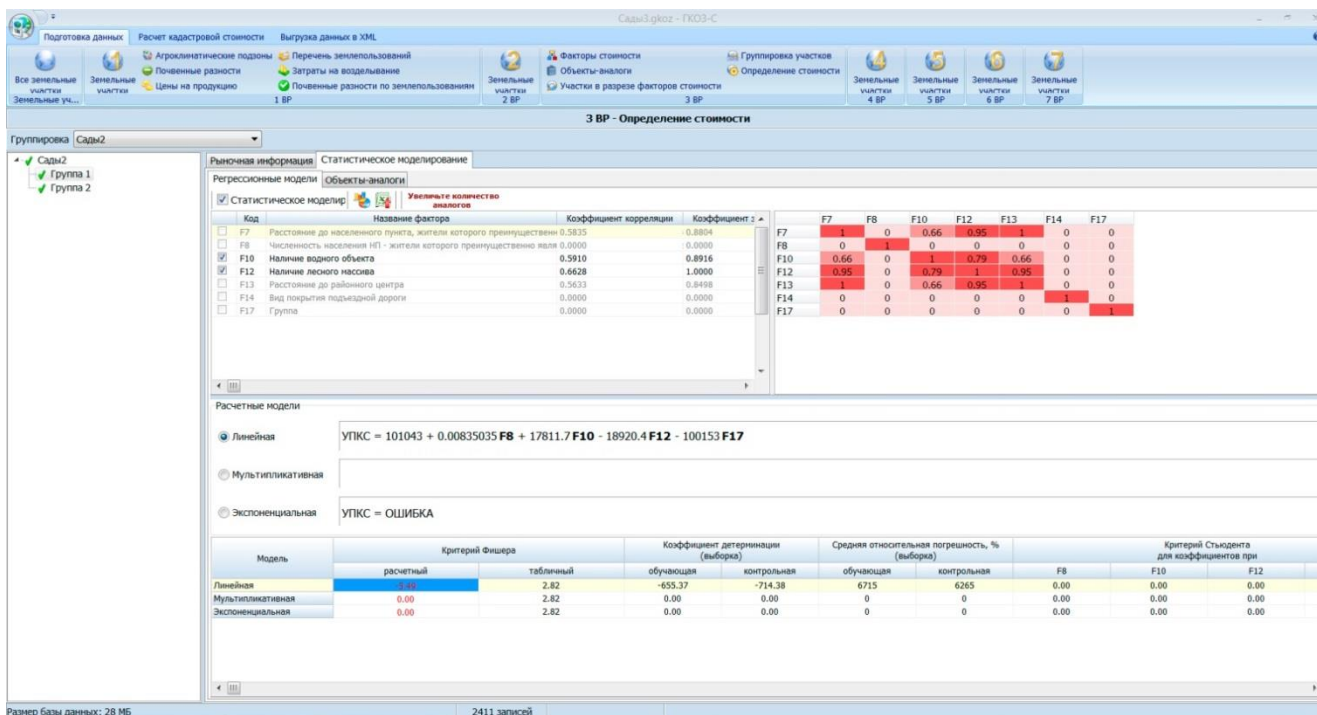 Сады3.gkoz - ГКОЗ-С
Подготовка данных Расчет кадастровой стоимости Выгрузка данных в XML
Все земельные участки Земельные участки Агроклиматические подзоны Перечень землепользований Земельные участки Факторы стоимости Группировка участков Земельные участки Земельные участки Земельные участки Земельные участки
Почвенные разности Затраты на возделывание Объекты-аналоги Определение стоимости
Цены на продукцию Почвенные разности по землепользованиям Участки в разрезе факторов стоимости
Земельные уч... 1 ВР 2 ВР 3 ВР 4 ВР 5 ВР 6 ВР 7 ВР
3 ВР - Определение стоимости
Группировка Сады2
Сады2
Группа 1
Группа 2
Рыночная информация Статистическое моделирование
Регрессионные модели Объекты-аналоги
Статистическое моделир Увеличьте количество аналогов
Код Название фактора Коэффициент корреляции Коэффициент з
F7 Расстояние до населенного пункта, жители которого преимуществени 0.5835 0.8804
F8 Численность населения НП - жители которого преимущественно явля 0.0000 0.0000
F10 Наличие водного объекта 0.5910 0.8916
F12 Наличие лесного массива 0.6628 1.0000
F13 Расстояние до районного центра 0.5633 0.8498
F14 Вид покрытия подъездной дороги 0.0000 0.0000
F17 Группа 0.0000 0.0000
F7 F8 F10 F12 F13 F14 F17
F7 1 0 0.66 0.95 1 0 0
F8 0 1 0 0 0 0 0
F10 0.66 0 1 0.79 0.66 0 0
F12 0.95 0 0.79 1 0.95 0 0
F13 1 0 0.66 0.95 1 0 0
F14 0 0 0 0 0 1 0
F17 0 0 0 0 0 0 1
Расчетные модели
Линейная УПКС = 101043 + 0.00835035 F8 + 17811.7 F10 - 18920.4 F12 - 100153 F17
Мультипликативная
Экспоненциальная УПКС = ОШИБКА
Модель Критерий Фишера Коэффициент детерминации (выборка) Средняя относительная погрешность, % (выборка) Критерий Стьюдента для коэффициентов при
расчетный табличный обучающая контрольная обучающая контрольная F8 F10 F12
Линейная -5.49 2.82 -655.37 -714.38 6715 6265 0.00 0.00 0.00
Мультипликативная 0.00 2.82 0.00 0.00 0 0 0.00 0.00 0.00
Экспоненциальная 0.00 2.82 0.00 0.00 0 0 0.00 0.00 0.00
Размер базы данных: 28 МБ 2411 записей